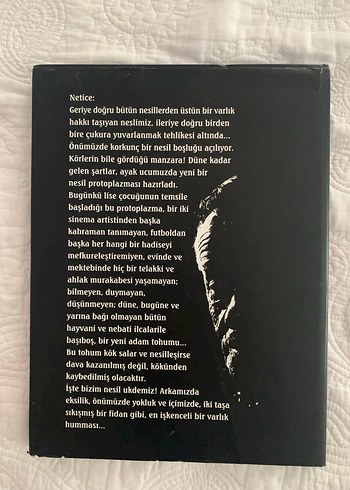 Netice:
Geriye doğru bütün nesillerden üstün bir varlık
hakkı taşıyan neslimiz, ileriye doğru birden
bire çukura yuvarlanmak tehlikesi altında...
Önümüzde korkunç bir nesil boşluğu açılıyor.
Körlerin bile gördüğü manzara! Düne kadar
gelen şartlar, ayak ucumuzda yeni bir
nesil protoplazması hazırladı.
Bugünkü lise çocuğunun temsile
başladığı bu protoplazma, bir iki
sinema artistinden başka
kahraman tanımayan, futboldan
başka her hangi bir hadiseyi
mefkureleştiremiyen, evinde ve
mektebinde hiç bir telakki ve
ahlak murakabesi yaşamayan;
bilmeyen, duymayan,
düşünmeyen; düne, bugüne ve
yarına bağı olmayan bütün
hayvani ve nebati ilcalarile
başıboş, bir yeni adam tohumu...
Bu tohum kök salar ve nesilleşirse
dava kazanılmış değil, kökünden
kaybedilmiş olacaktır.
İşte bizim nesil ukdemiz! Arkamızda
eksilik, önümüzde yokluk ve içimizde, iki taşa
sıkışmış bir fidan gibi, en işkenceli bir varlık
humması...